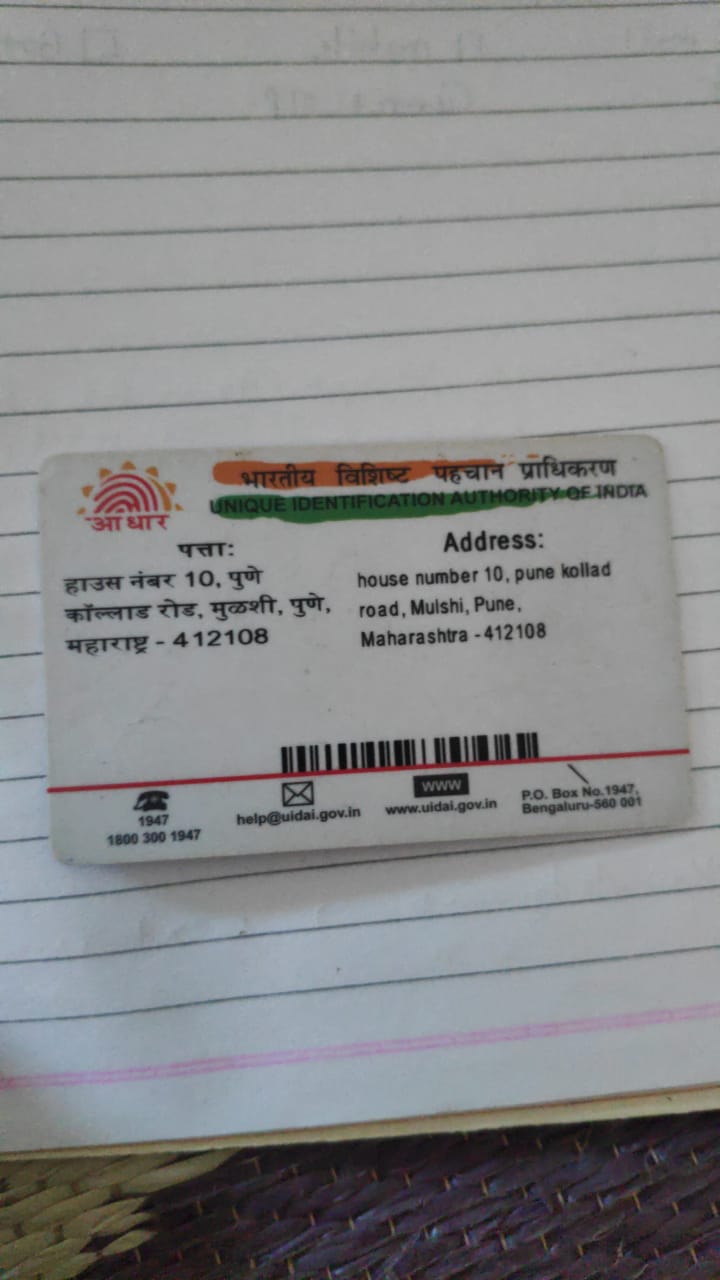 भारतीय विशिष्ट पहचान प्राधिकरण
UNIQUE IDENTIFICATION AUTHORITY OF INDIA
आधार
पत्ता:
हाउस नंबर 10, पुणे
कॉल्लाड रोड, मुळशी, पुणे,
महाराष्ट्र - 412108
Address:
house number 10, pune kollad
road, Mulshi, Pune,
Maharashtra - 412108
1947
1800 300 1947
help@uidai.gov.in
WWW
www.uidai.gov.in
P.O. Box No.1947,
Bengaluru-560 001